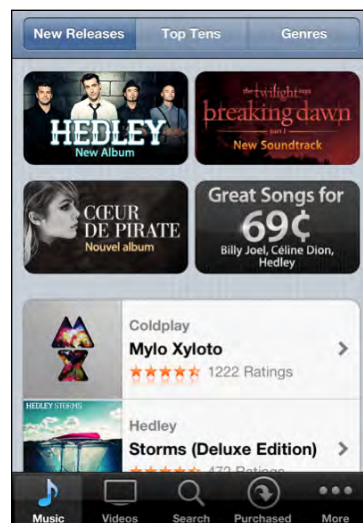 New Releases Top Tens Genres
HEDLEY
New Album
the twilight saga
breaking dawn
part 1
New Soundtrack
CŒUR
DE PIRATE
Nouvel album
Great Songs for
69¢
Billy Joel, Céline Dion,
Hedley
Coldplay
Mylo Xyloto
1222 Ratings
HEDLEY STORMS
Hedley
Storms (Deluxe Edition)
472 Ratings
Music Videos Search Purchased More